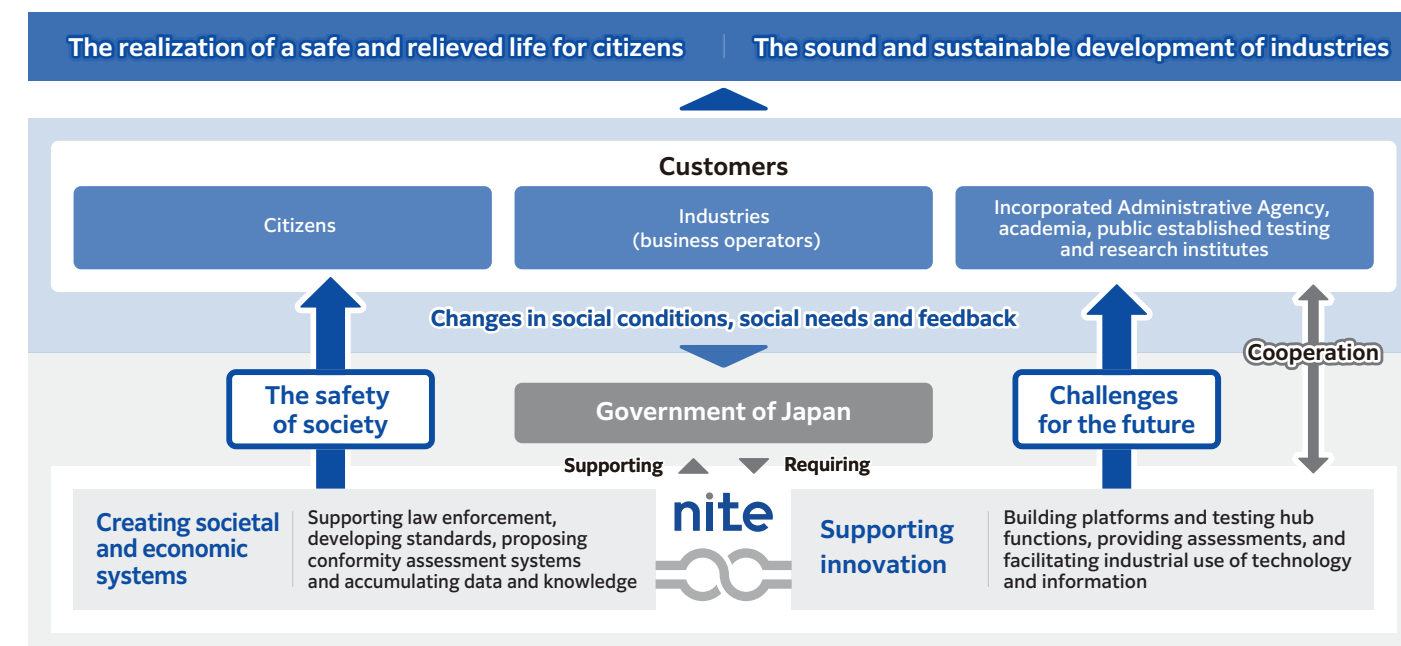 The realization of a safe and relieved life for citizens
The sound and sustainable development of industries
Customers
Citizens
Industries
(business operators)
Incorporated Administrative Agency,
academia, public established testing
and research institutes
Changes in social conditions, social needs and feedback
Cooperation
The safety
of society
Government of Japan
Challenges
for the future
Supporting
Requiring
Creating societal
and economic
systems
Supporting law enforcement,
developing standards, proposing
conformity assessment systems
and accumulating data and knowledge
nite
Supporting
innovation
Building platforms and testing hub
functions, providing assessments, and
facilitating industrial use of technology
and information